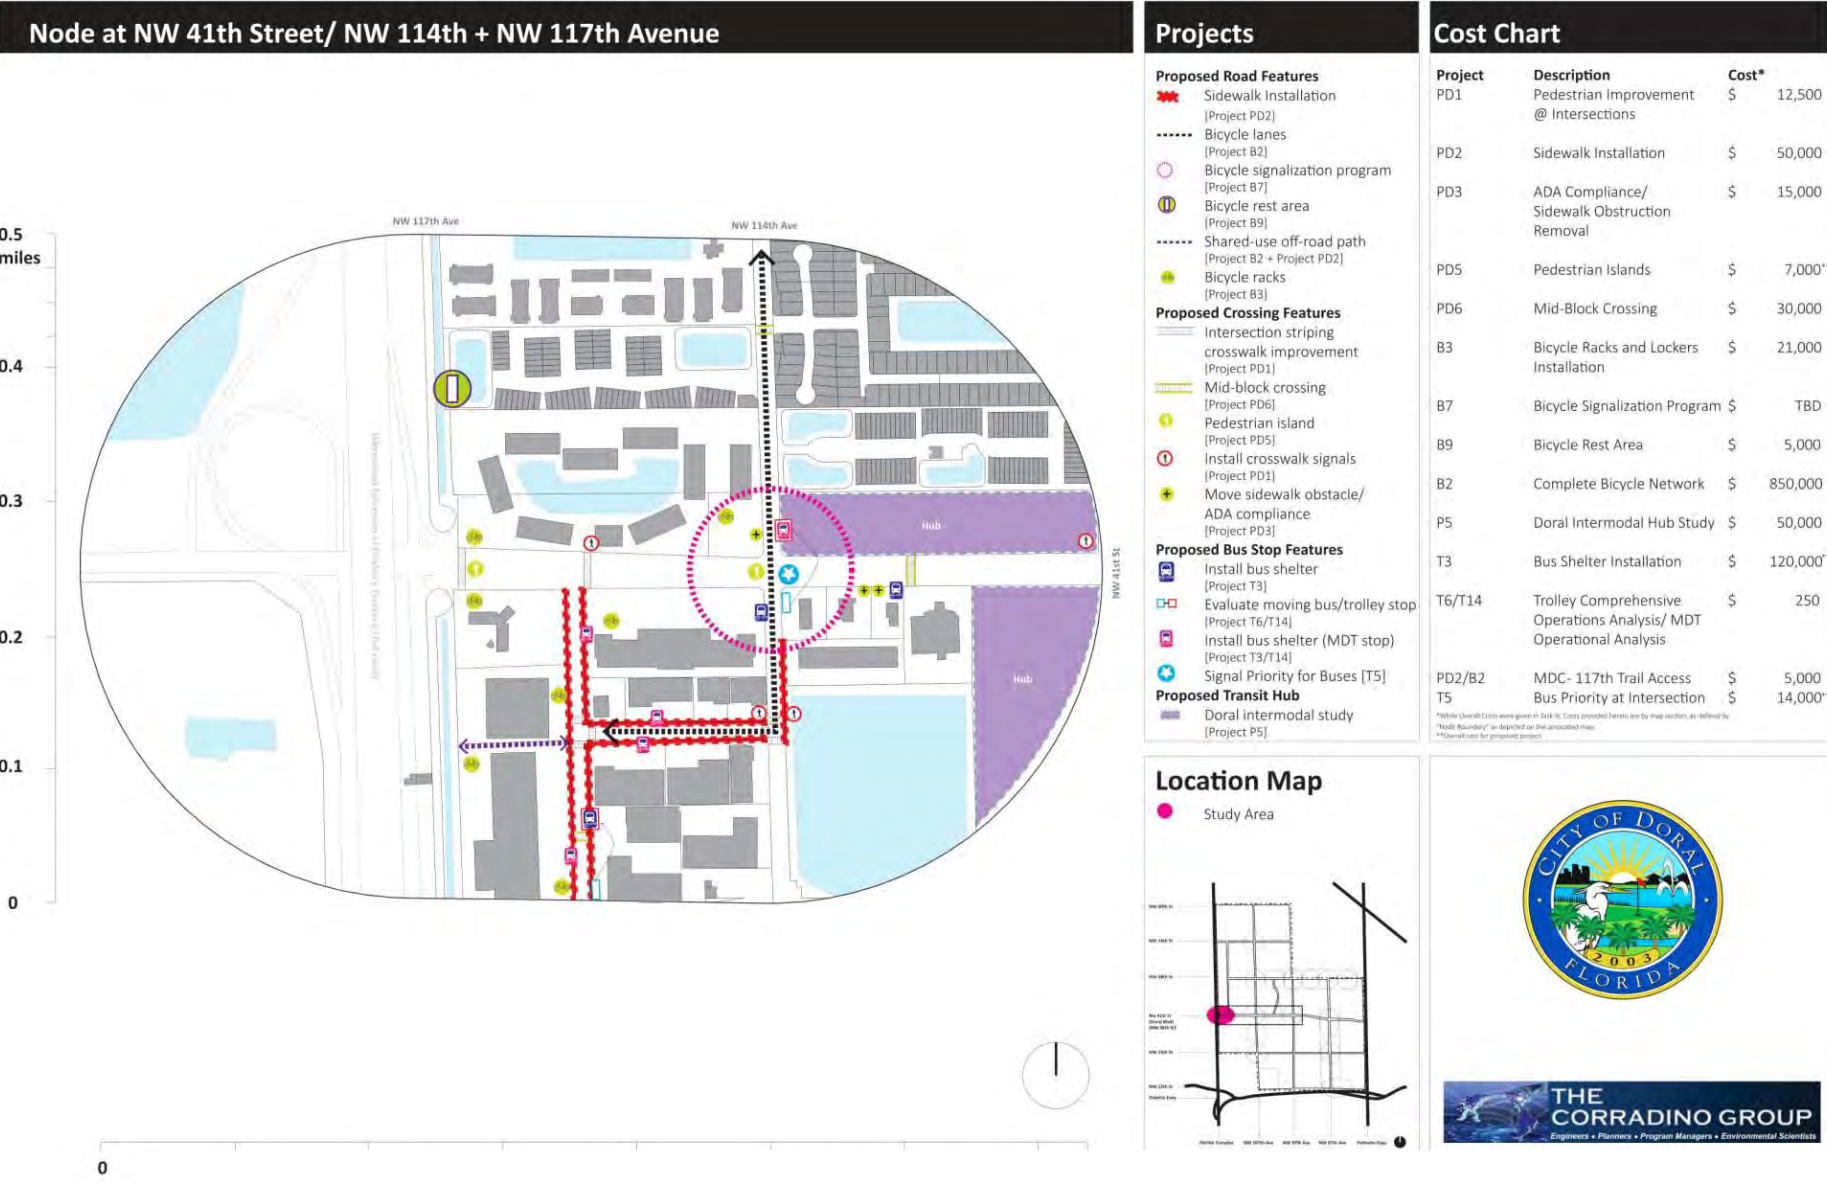 Node at NW 41th Street/ NW 114th + NW 117th Avenue
NW 117th Ave
NW 114th Ave
0.5
miles
0.4
0.3
0.2
0.1
0
0
Hub
Hub
NW 41st St
Projects
Proposed Road Features
Sidewalk Installation
[Project PD2]
Bicycle lanes
[Project B2]
Bicycle signalization program
[Project B7]
Bicycle rest area
[Project B9]
Shared-use off-road path
[Project B2 + Project PD2]
Bicycle racks
[Project B3]
Proposed Crossing Features
Intersection striping
crosswalk improvement
[Project PD1]
Mid-block crossing
[Project PD6]
Pedestrian island
[Project PD5]
Install crosswalk signals
[Project PD1]
Move sidewalk obstacle/
ADA compliance
[Project PD3]
Proposed Bus Stop Features
Install bus shelter
[Project T3]
Evaluate moving bus/trolley stop
[Project T6/T14]
Install bus shelter (MDT stop)
[Project T3/T14]
Signal Priority for Buses [T5]
Proposed Transit Hub
Doral intermodal study
[Project P5]
Cost Chart
Project Description Cost*
PD1 Pedestrian Improvement $ 12,500
@ Intersections
PD2 Sidewalk Installation $ 50,000
PD3 ADA Compliance/ $ 15,000
Sidewalk Obstruction
Removal
PD5 Pedestrian Islands $ 7,000
PD6 Mid-Block Crossing $ 30,000
B3 Bicycle Racks and Lockers $ 21,000
Installation
B7 Bicycle Signalization Program $ TBD
B9 Bicycle Rest Area $ 5,000
B2 Complete Bicycle Network $ 850,000
P5 Doral Intermodal Hub Study $ 50,000
T3 Bus Shelter Installation $ 120,000
T6/T14 Trolley Comprehensive $ 250
Operations Analysis/ MDT
Operational Analysis
PD2/B2 MDC- 117th Trail Access $ 5,000
T5 Bus Priority at Intersection $ 14,000
**Overall cost for proposed project
Location Map
Study Area
CITY OF DORAL
2003
FLORIDA
THE
CORRADINO GROUP
Engineers • Planners • Program Managers • Environmental Scientists